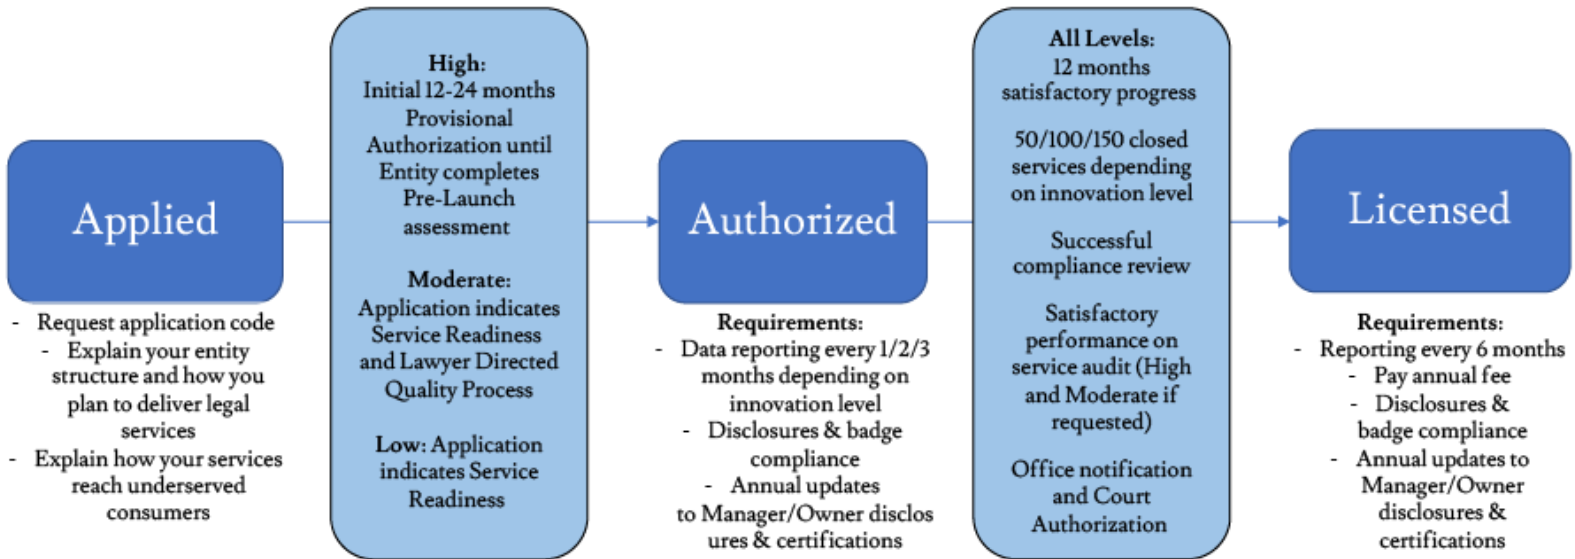 Applied
- Request application code
- Explain your entity
structure and how you
plan to deliver legal
services
- Explain how your services
reach underserved
consumers
High:
Initial 12-24 months
Provisional
Authorization until
Entity completes
Pre-Launch
assessment
Moderate:
Application indicates
Service Readiness
and Lawyer Directed
Quality Process
Low: Application
indicates Service
Readiness
Authorized
Requirements:
- Data reporting every 1/2/3
months depending on
innovation level
- Disclosures & badge
compliance
- Annual updates
to Manager/Owner disclos
ures & certifications
All Levels:
12 months
satisfactory progress
50/100/150 closed
services depending
on innovation level
Successful
compliance review
Satisfactory
performance on
service audit (High
and Moderate if
requested)
Office notification
and Court
Authorization
Licensed
Requirements:
- Reporting every 6 months
- Pay annual fee
- Disclosures &
badge compliance
- Annual updates to
Manager/Owner
disclosures &
certifications